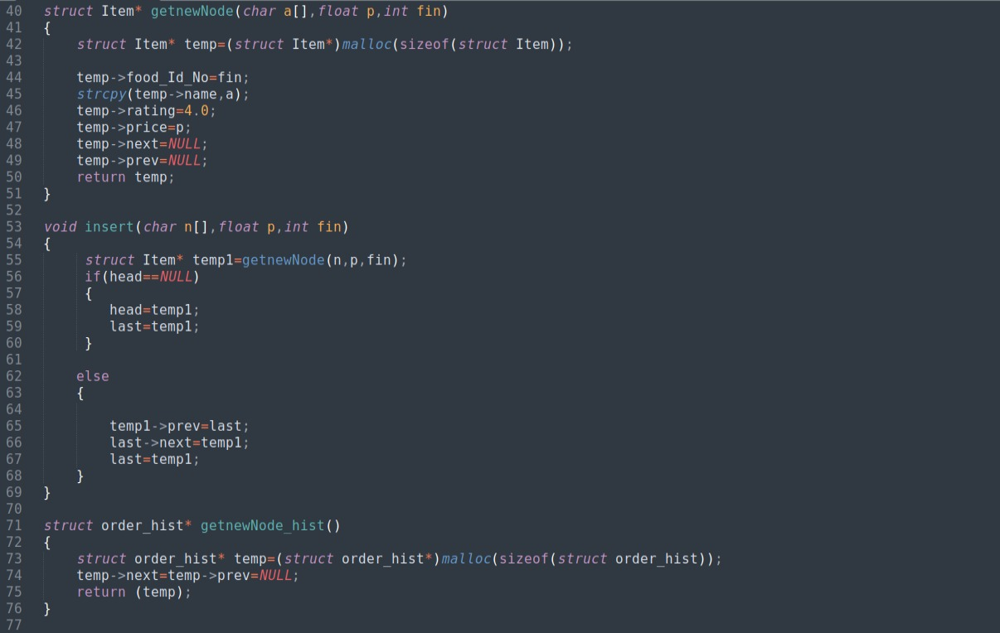 40 struct Item* getnewNode(char a[],float p,int fin)
41 {
42     struct Item* temp=(struct Item*)malloc(sizeof(struct Item));
43
44     temp->food_Id_No=fin;
45     strcpy(temp->name,a);
46     temp->rating=4.0;
47     temp->price=p;
48     temp->next=NULL;
49     temp->prev=NULL;
50     return temp;
51 }
52
53 void insert(char n[],float p,int fin)
54 {
55      struct Item* temp1=getnewNode(n,p,fin);
56      if(head==NULL)
57      {
58         head=temp1;
59         last=temp1;
60      }
61
62     else
63     {
64
65         temp1->prev=last;
66         last->next=temp1;
67         last=temp1;
68     }
69 }
70
71 struct order_hist* getnewNode_hist()
72 {
73     struct order_hist* temp=(struct order_hist*)malloc(sizeof(struct order_hist));
74     temp->next=temp->prev=NULL;
75     return (temp);
76 }
77